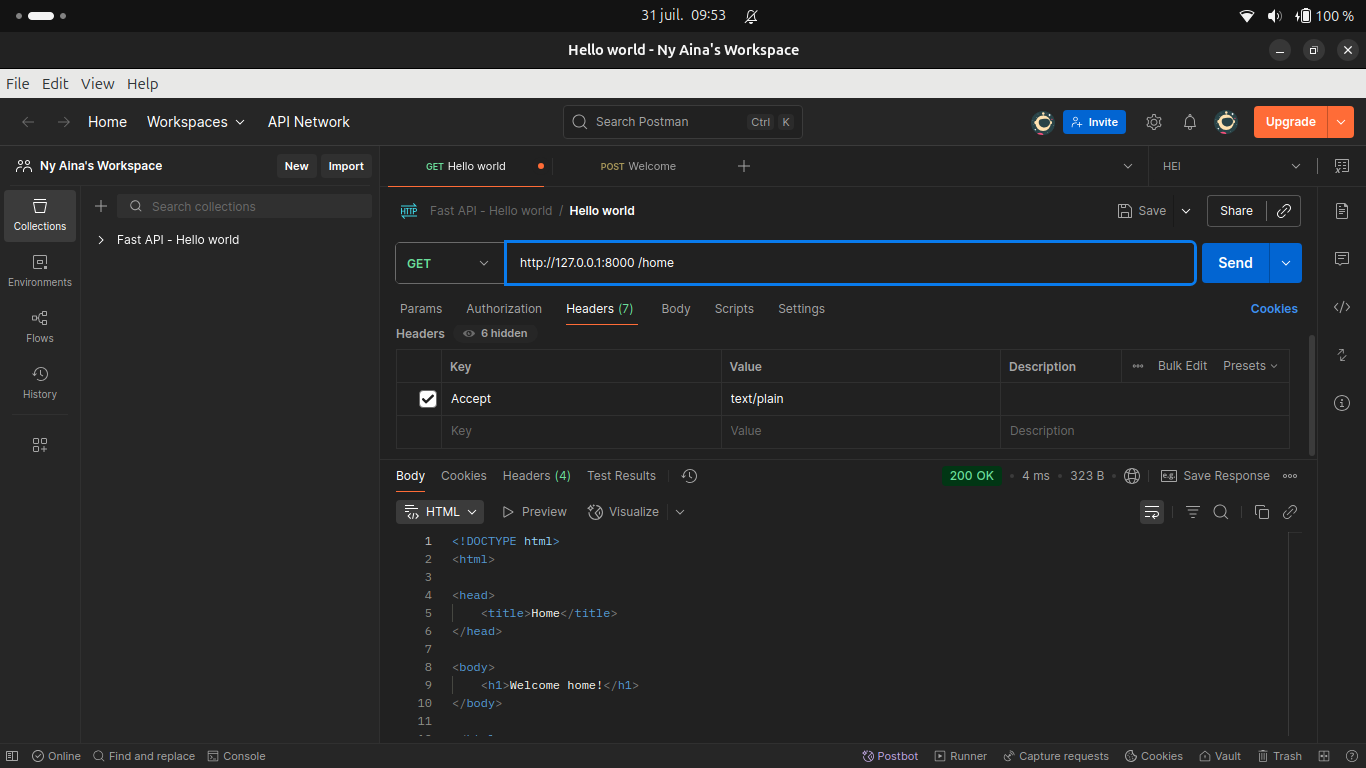 31 juil. 09:53
100 %
Hello world - Ny Aina's Workspace
File Edit View Help
Home Workspaces API Network
Search Postman Ctrl K
Invite
Upgrade
Ny Aina's Workspace New Import
GET Hello world
POST Welcome
HEI
Collections
Environments
Flows
History
Search collections
Fast API - Hello world
HTTP Fast API - Hello world / Hello world
Save
Share
GET http://127.0.0.1:8000 /home Send
Params Authorization Headers (7) Body Scripts Settings Cookies
Headers 6 hidden
Key Value Description Bulk Edit Presets
Accept text/plain
Key Value Description
Body Cookies Headers (4) Test Results
200 OK • 4 ms • 323 B
e.g. Save Response
HTML Preview Visualize
1 <!DOCTYPE html>
2 <html>
3
4 <head>
5 <title>Home</title>
6 </head>
7
8 <body>
9 <h1>Welcome home!</h1>
10 </body>
11
Online Find and replace Console
Postbot Runner Capture requests Cookies Vault Trash